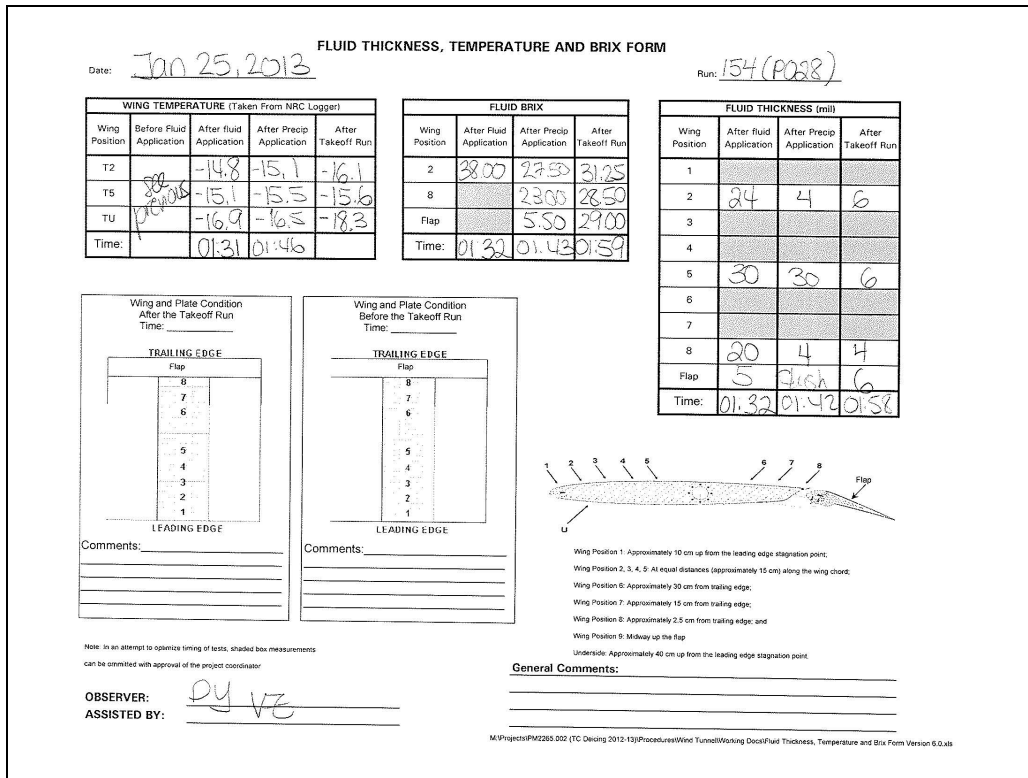 FLUID THICKNESS, TEMPERATURE AND BRIX FORM
Date: Jan 25, 2013
Run: 154 (PO28)
WING TEMPERATURE (Taken From NRC Logger)
Wing Position Before Fluid Application After fluid Application After Precip Application After Takeoff Run
T2 -14.8 -15.1 -16.1
T5 see previous -15.1 -15.5 -15.6
TU -16.9 -16.5 -18.3
Time: 01:31 01:46
FLUID BRIX
Wing Position After Fluid Application After Precip Application After Takeoff Run
2 38.00 27.50 31.25
8 23.00 28.50
Flap 5.50 29.00
Time: 01:32 01:43 01:59
FLUID THICKNESS (mil)
Wing Position After fluid Application After Precip Application After Takeoff Run
1
2 24 4 6
3
4
5 30 30 6
6
7
8 20 4 4
Flap 5 slush 6
Time: 01:32 01:42 01:58
Wing and Plate Condition
After the Takeoff Run
Time:
TRAILING EDGE
Flap
8
7
6
5
4
3
2
1
LEADING EDGE
Comments:
Wing and Plate Condition
Before the Takeoff Run
Time:
TRAILING EDGE
Flap
8
7
6
5
4
3
2
1
LEADING EDGE
Comments:
1 2 3 4 5 6 7 8
Flap
U
Wing Position 1: Approximately 10 cm up from the leading edge stagnation point;
Wing Position 2, 3, 4, 5: At equal distances (approximately 15 cm) along the wing chord;
Wing Position 6: Approximately 30 cm from trailing edge;
Wing Position 7: Approximately 15 cm from trailing edge;
Wing Position 8: Approximately 2.5 cm from trailing edge; and
Wing Position 9: Midway up the flap
Underside: Approximately 40 cm up from the leading edge stagnation point.
Note: In an attempt to optimize timing of tests, shaded box measurements
can be ommitted with approval of the project coordinator
General Comments:
OBSERVER: DY
ASSISTED BY: VZ
M:\Projects\PM2265.002 (TC Deicing 2012-13)\Procedures\Wind Tunnel\Working Docs\Fluid Thickness, Temperature and Brix Form Version 6.0.xls